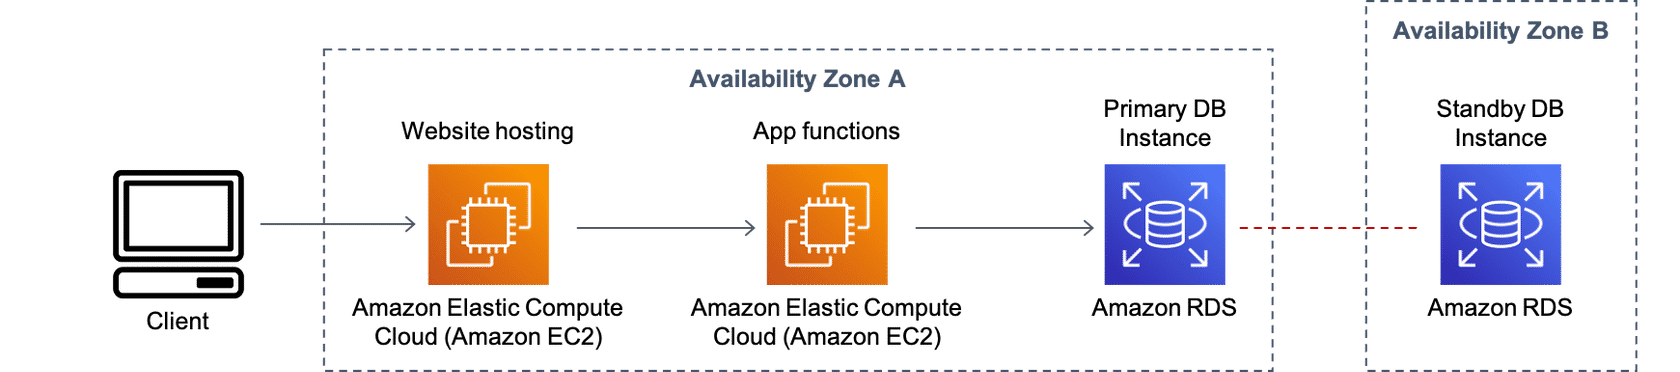 Availability Zone B
Availability Zone A
Website hosting
App functions
Primary DB
Instance
Standby DB
Instance
Client
Amazon Elastic Compute
Cloud (Amazon EC2)
Amazon Elastic Compute
Cloud (Amazon EC2)
Amazon RDS
Amazon RDS